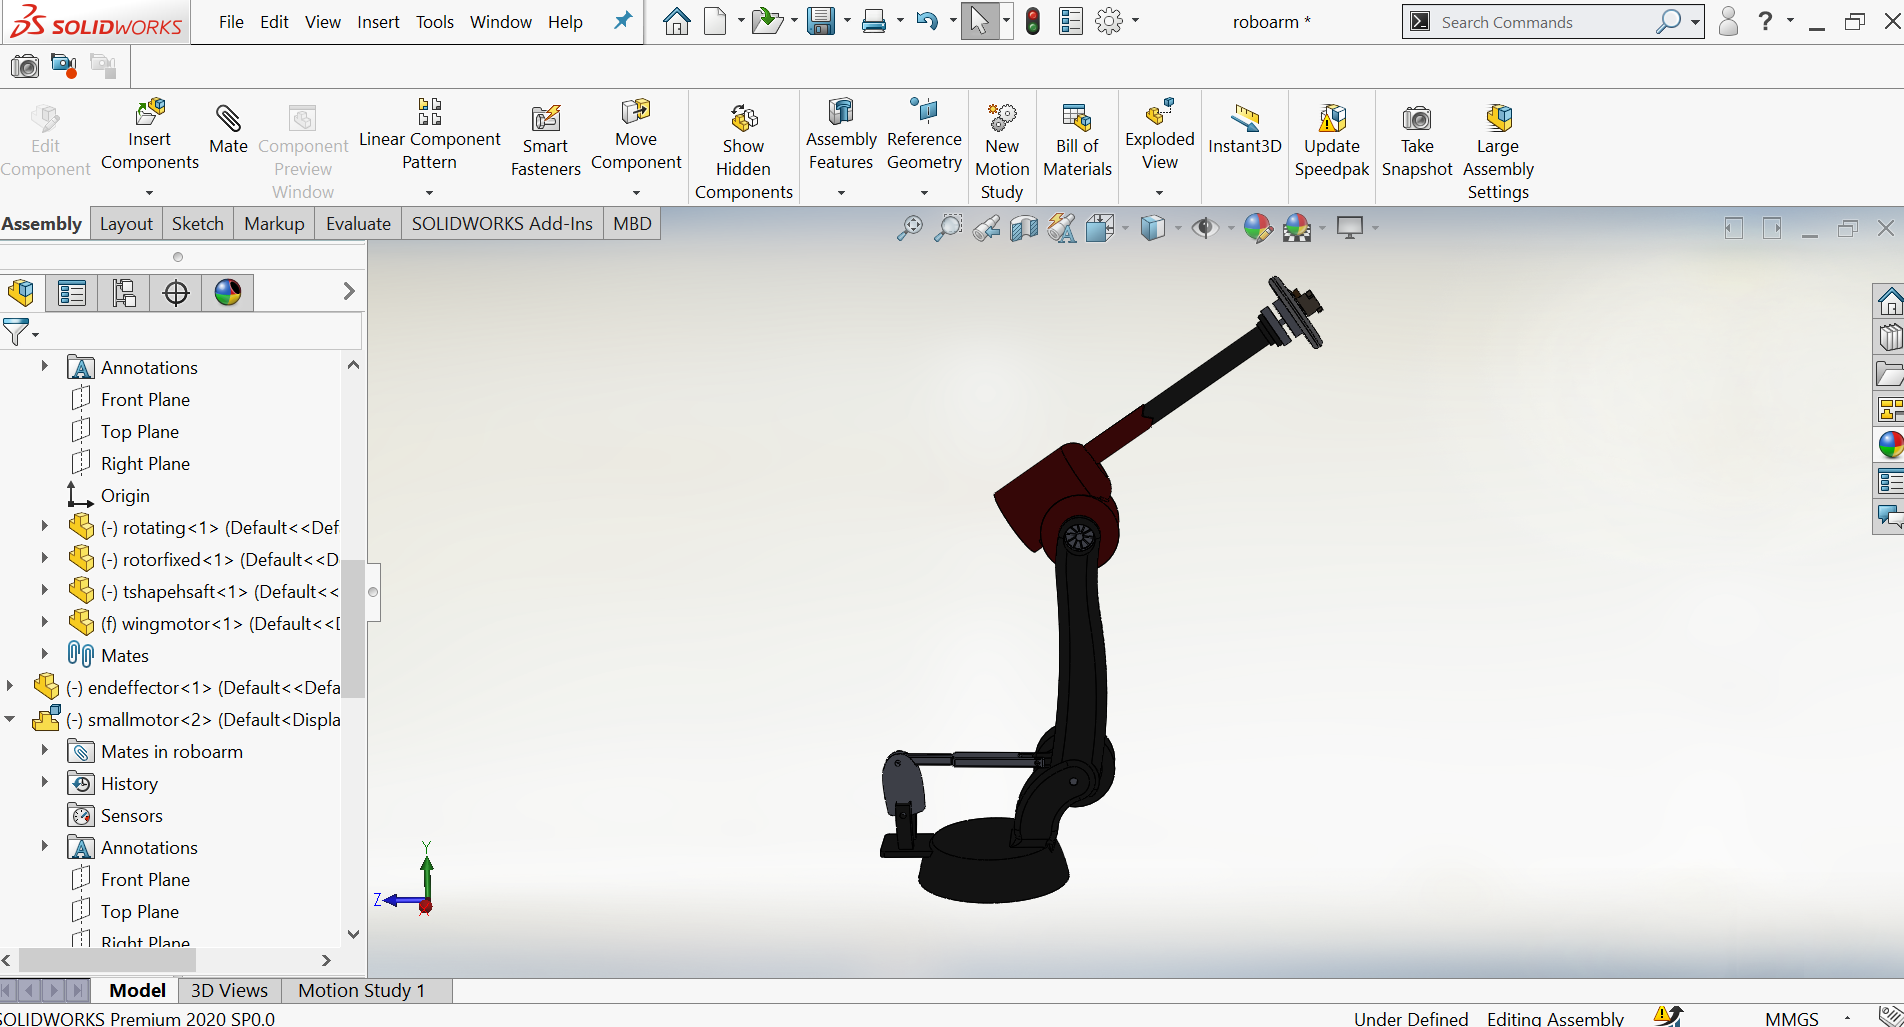 SOLIDWORKS File Edit View Insert Tools Window Help roboarm * Search Commands ?
Edit Component
Insert Components
Mate
Component Preview Window
Linear Component Pattern
Smart Fasteners
Move Component
Show Hidden Components
Assembly Features
Reference Geometry
New Motion Study
Bill of Materials
Exploded View
Instant3D
Update Speedpak
Take Snapshot
Large Assembly Settings
Assembly Layout Sketch Markup Evaluate SOLIDWORKS Add-Ins MBD
Annotations
Front Plane
Top Plane
Right Plane
Origin
(-) rotating<1> (Default<<Def
(-) rotorfixed<1> (Default<<D
(-) tshapehsaft<1> (Default<<
(f) wingmotor<1> (Default<<D
Mates
(-) endeffector<1> (Default<<Defa
(-) smallmotor<2> (Default<Displa
Mates in roboarm
History
Sensors
Annotations
Front Plane
Top Plane
Right Plane
Y
Z
X
Model 3D Views Motion Study 1
SOLIDWORKS Premium 2020 SP0.0 Under Defined Editing Assembly MMGS